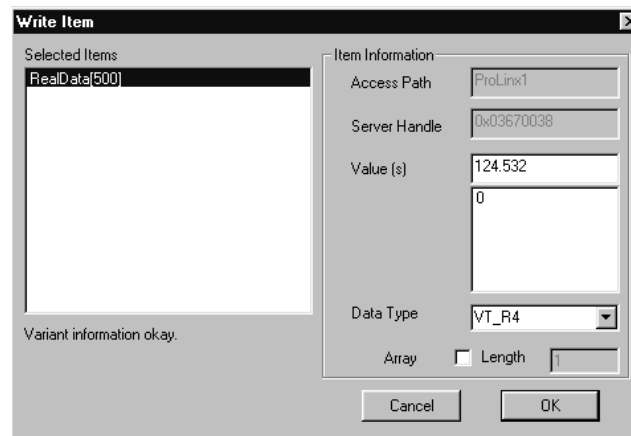 Write Item
Selected Items
RealData[500]
Variant information okay.
Item Information
Access Path ProLinx1
Server Handle 0x03670038
Value (s) 124.532
0
Data Type VT_R4
Array Length 1
Cancel OK